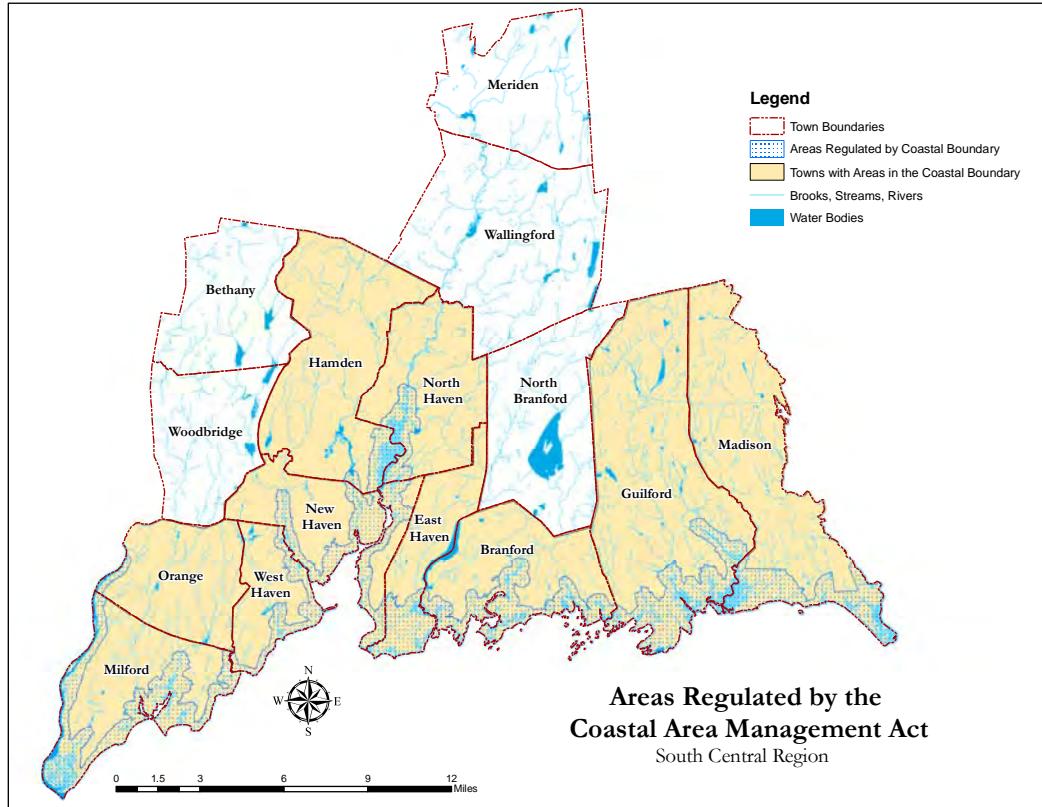 Meriden
Legend
Town Boundaries
Areas Regulated by Coastal Boundary
Towns with Areas in the Coastal Boundary
Brooks, Streams, Rivers
Water Bodies
Wallingford
Bethany
Hamden
North
Haven
North
Branford
Woodbridge
Madison
Guilford
New
Haven
East
Haven
Branford
Orange
West
Haven
Milford
N
W
E
S
Areas Regulated by the
Coastal Area Management Act
South Central Region
0 1.5 3 6 9 12
Miles